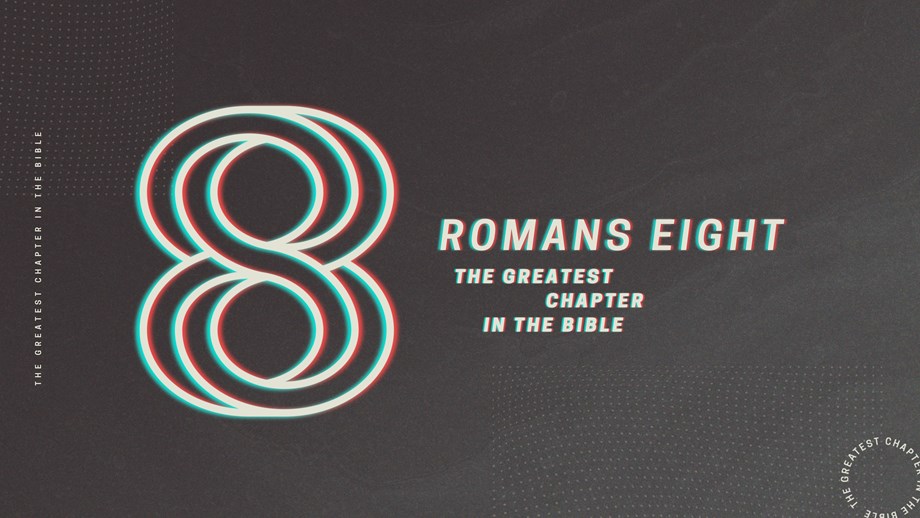 THE GREATEST CHAPTER IN THE BIBLE
8
ROMANS EIGHT
THE GREATEST
CHAPTER
IN THE BIBLE
THE GREATEST CHAPTER IN THE BIBLE